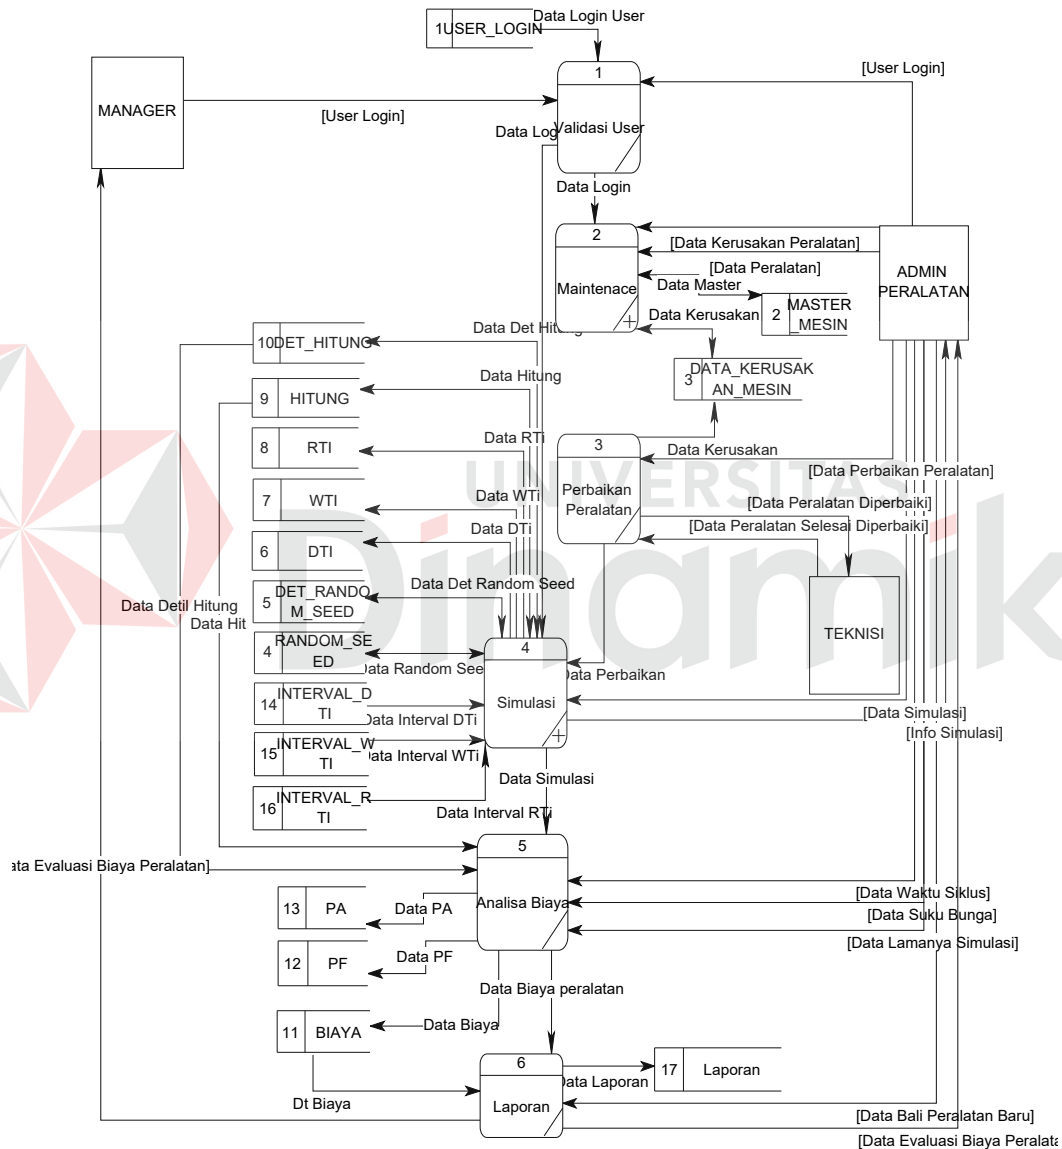 Data Login User
1 USER_LOGIN
1
[User Login]
MANAGER
[User Login]
Data Log
Validasi User
Data Login
2
[Data Kerusakan Peralatan]
[Data Peralatan]
ADMIN
PERALATAN
Maintenace
Data Master
2
MASTER
_MESIN
Data Kerusakan
10 DET_HITUNG
Data Det Hitung
3
DATA_KERUSAK
AN_MESIN
Data Hitung
9
HITUNG
8
RTI
Data RTi
3
Data Kerusakan
UNIVERSITAS
Dinamik
[Data Perbaikan Peralatan]
7
WTI
Data WTi
Perbaikan
Peralatan
[Data Peralatan Diperbaiki]
[Data Peralatan Selesai Diperbaiki]
6
DTI
Data DTi
5
DET_RANDO
M_SEED
Data Det Random Seed
Data Detil Hitung
Data Hit
TEKNISI
4
RANDOM_SE
ED
4
Data Random See
Data Perbaikan
14
INTERVAL_D
TI
Data Interval DTi
Simulasi
[Data Simulasi]
[Info Simulasi]
15
INTERVAL_W
TI
Data Interval WTi
16
INTERVAL_R
TI
Data Simulasi
Data Interval RTi
5
ata Evaluasi Biaya Peralatan]
[Data Waktu Siklus]
13
PA
Data PA
Analisa Biaya
[Data Suku Bunga]
[Data Lamanya Simulasi]
12
PF
Data PF
Data Biaya peralatan
11
BIAYA
Data Biaya
6
17
Laporan
Data Laporan
Dt Biaya
Laporan
[Data Bali Peralatan Baru]
[Data Evaluasi Biaya Peralata